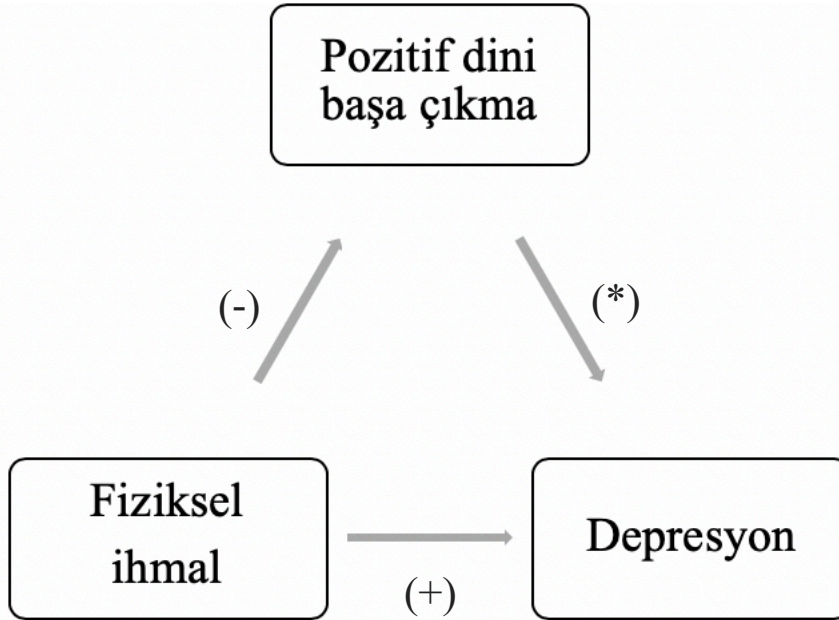 Pozitif dini
başa çıkma
(-)
(*)
Fiziksel
ihmal
(+)
Depresyon